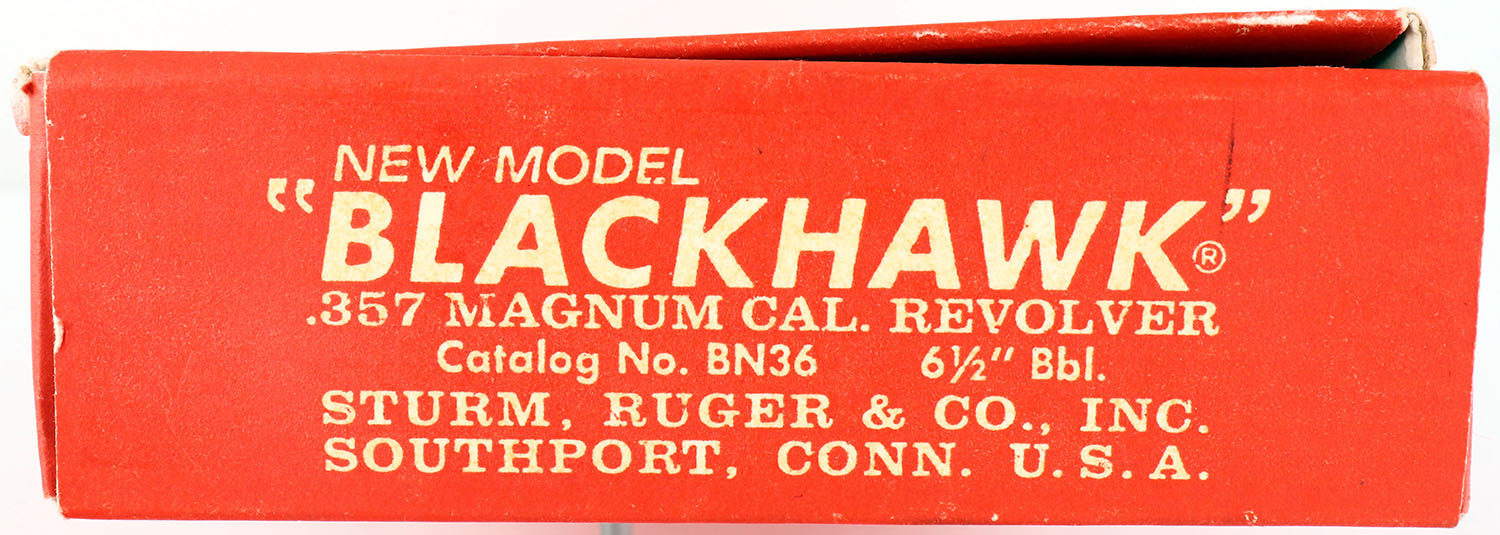 NEW MODEL
“BLACKHAWK”®
.357 MAGNUM CAL. REVOLVER
Catalog No. BN36 6½" Bbl.
STURM, RUGER & CO., INC.
SOUTHPORT, CONN. U. S. A.